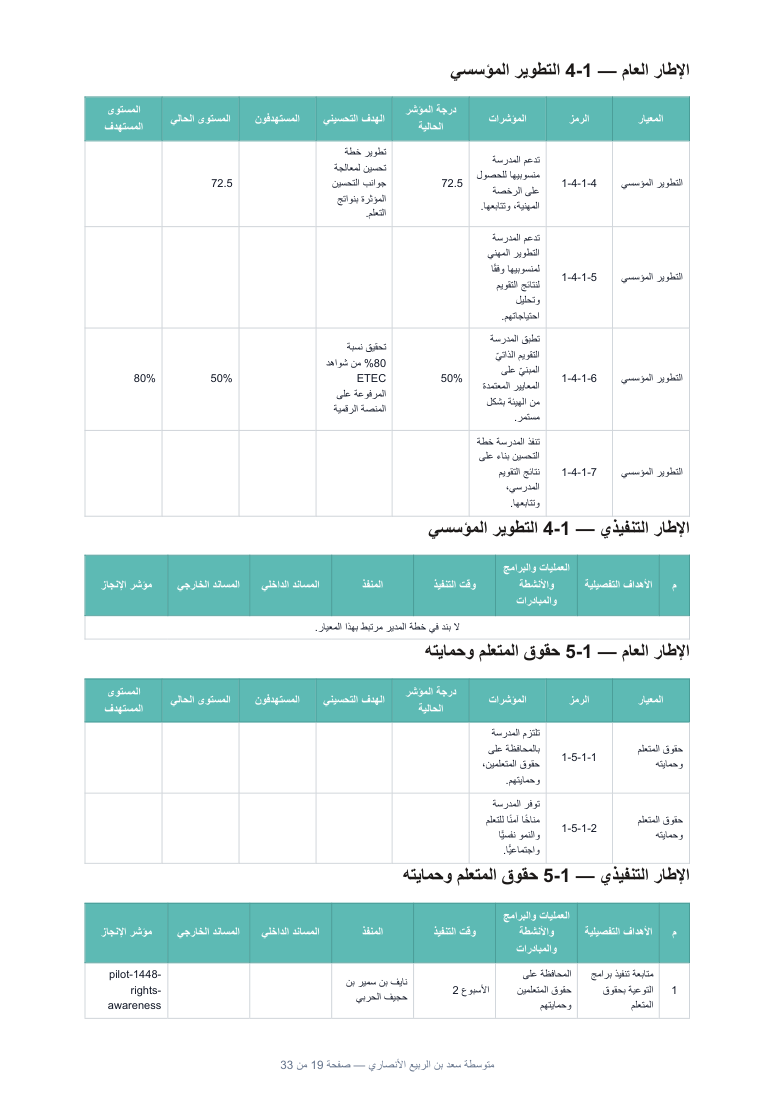 الإطار العام — 1-4 التطوير المؤسسي
المعيار
الرمز
المؤشرات
درجة المؤشر
الحالية
الهدف التحسيني
المستهدفون
المستوى الحالي
المستوى
المستهدف
التطوير المؤسسي
1-4-1-4
تدعم المدرسة
منسوبيها للحصول
على الرخصة
المهنية، وتتابعها.
72.5
تطوير خطة
تحسين لمعالجة
جوانب التحسين
المؤثرة بنواتج
التعلم.
72.5
التطوير المؤسسي
1-4-1-5
تدعم المدرسة
التطوير المهني
لمنسوبيها وفقًا
لنتائج التقويم
وتحليل
احتياجاتهم.
التطوير المؤسسي
1-4-1-6
تطبق المدرسة
التقويم الذاتيّ
المبنيّ على
المعايير المعتمدة
من الهيئة بشكل
مستمر.
50%
تحقيق نسبة
80% من شواهد
ETEC
المرفوعة على
المنصة الرقمية
50%
80%
التطوير المؤسسي
1-4-1-7
تنفذ المدرسة خطة
التحسين بناء على
نتائج التقويم
المدرسي،
وتتابعها.
الإطار التنفيذي — 1-4 التطوير المؤسسي
م
الأهداف التفصيلية
العمليات والبرامج
والأنشطة
والمبادرات
وقت التنفيذ
المنفذ
المساند الداخلي
المساند الخارجي
مؤشر الإنجاز
لا بند في خطة المدير مرتبط بهذا المعيار.
الإطار العام — 1-5 حقوق المتعلم وحمايته
المعيار
الرمز
المؤشرات
درجة المؤشر
الحالية
الهدف التحسيني
المستهدفون
المستوى الحالي
المستوى
المستهدف
حقوق المتعلم
وحمايته
1-5-1-1
تلتزم المدرسة
بالمحافظة على
حقوق المتعلمين،
وحمايتهم.
حقوق المتعلم
وحمايته
1-5-1-2
توفر المدرسة
مناخًا آمنًا للتعلم
والنمو نفسيًّا
واجتماعيًّا.
الإطار التنفيذي — 1-5 حقوق المتعلم وحمايته
م
الأهداف التفصيلية
العمليات والبرامج
والأنشطة
والمبادرات
وقت التنفيذ
المنفذ
المساند الداخلي
المساند الخارجي
مؤشر الإنجاز
1
متابعة تنفيذ برامج
التوعية بحقوق
المتعلم
المحافظة على
حقوق المتعلمين
وحمايتهم
الأسبوع 2
نايف بن سمير بن
حجيف الحربي
pilot-1448-
rights-
awareness
متوسطة سعد بن الربيع الأنصاري — صفحة 19 من 33